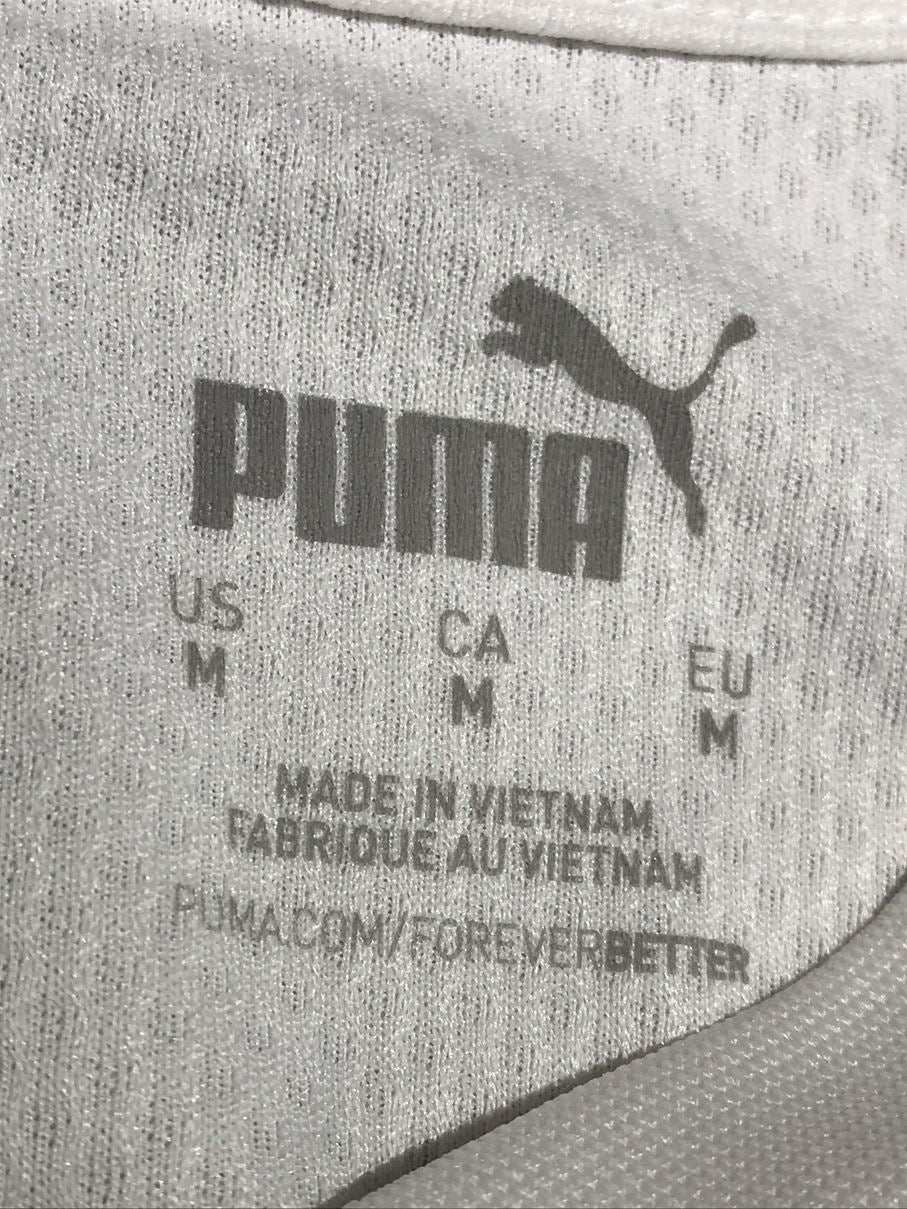 PUMA
US CA EU
M M M
MADE IN VIETNAM
FABRIQUE AU VIETNAM
PUMA.COM/FOREVERBETTER